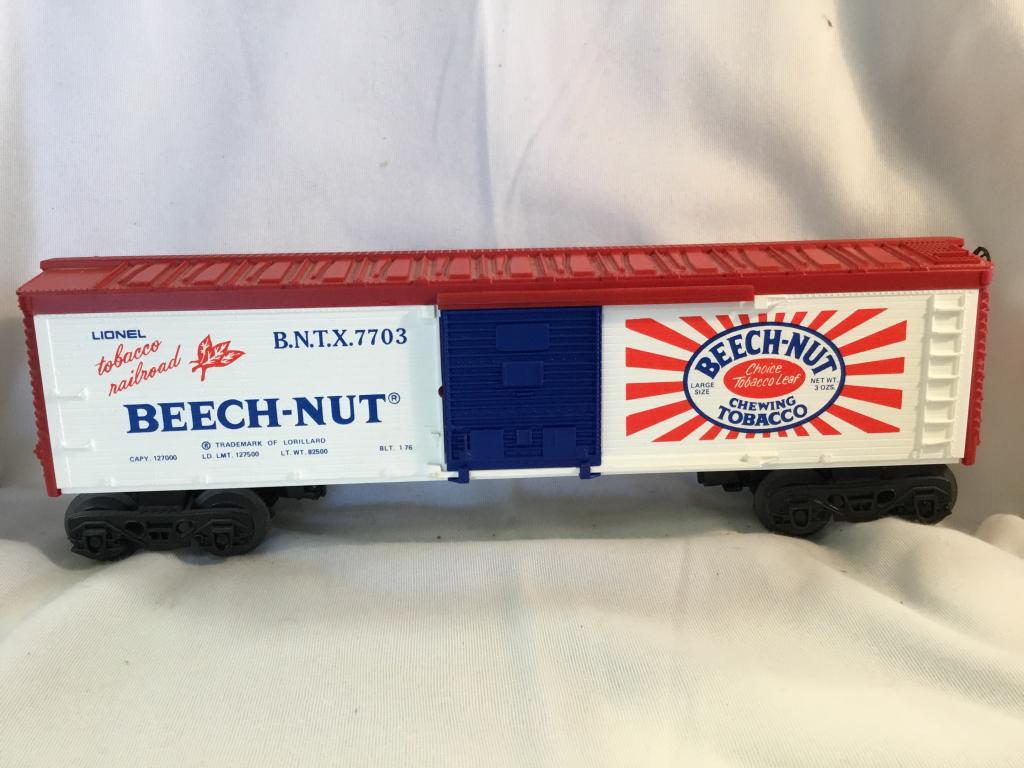 LIONEL
tobacco
railroad
B.N.T.X.7703
BEECH-NUT®
® TRADEMARK OF LORILLARD
CAPY. 127000 LD. LMT. 127500 LT. WT. 82500 BLT. 1-76
BEECH-NUT
Choice
Tobacco Leaf
LARGE
SIZE
NET WT.
3 OZS.
CHEWING
TOBACCO